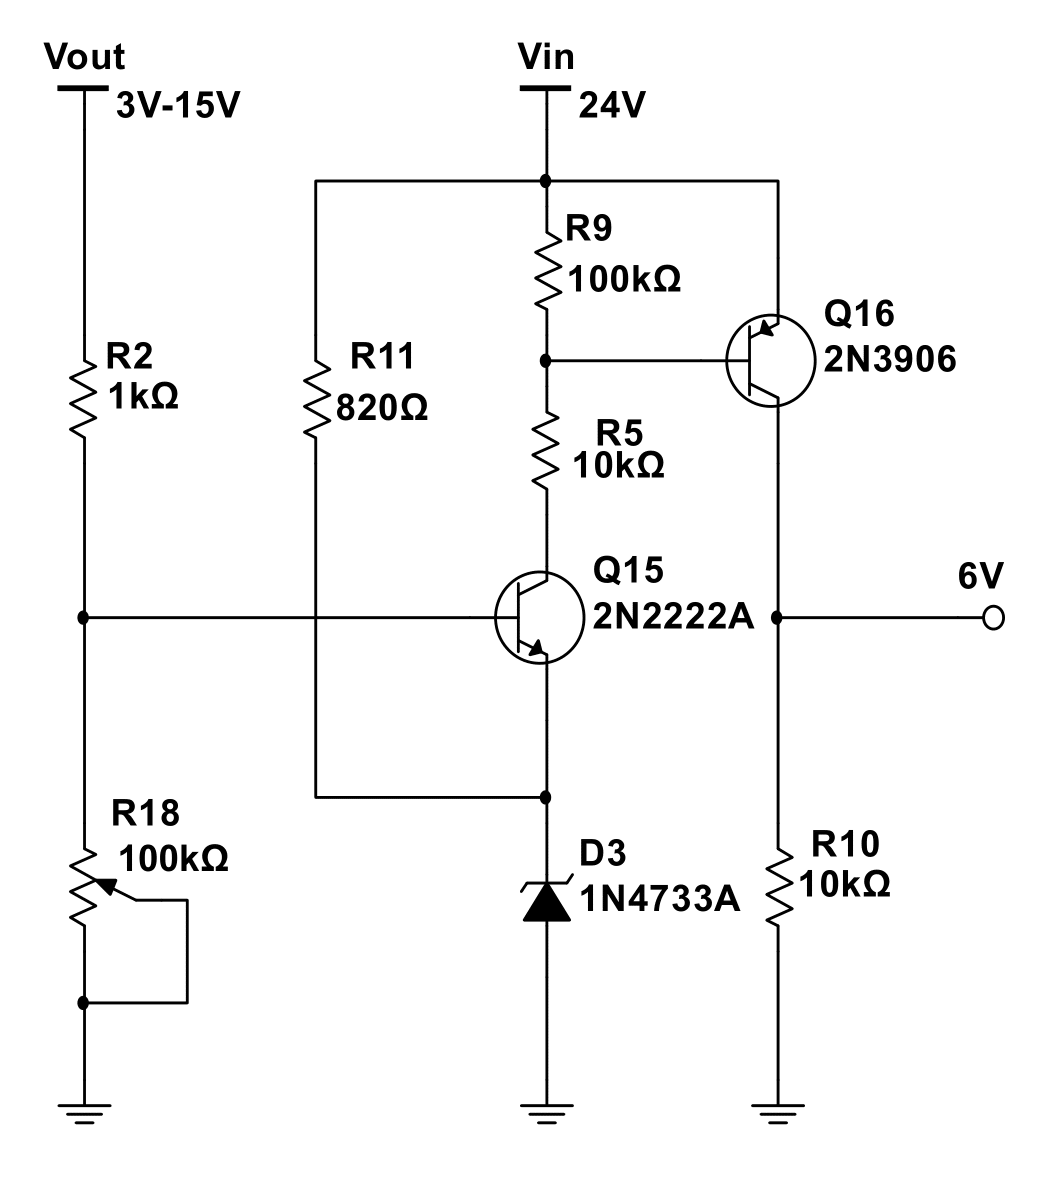 Vout
3V-15V
Vin
24V
R9
100kΩ
Q16
2N3906
R2
1kΩ
R11
820Ω
R5
10kΩ
Q15
2N2222A
6V
R18
100kΩ
D3
1N4733A
R10
10kΩ